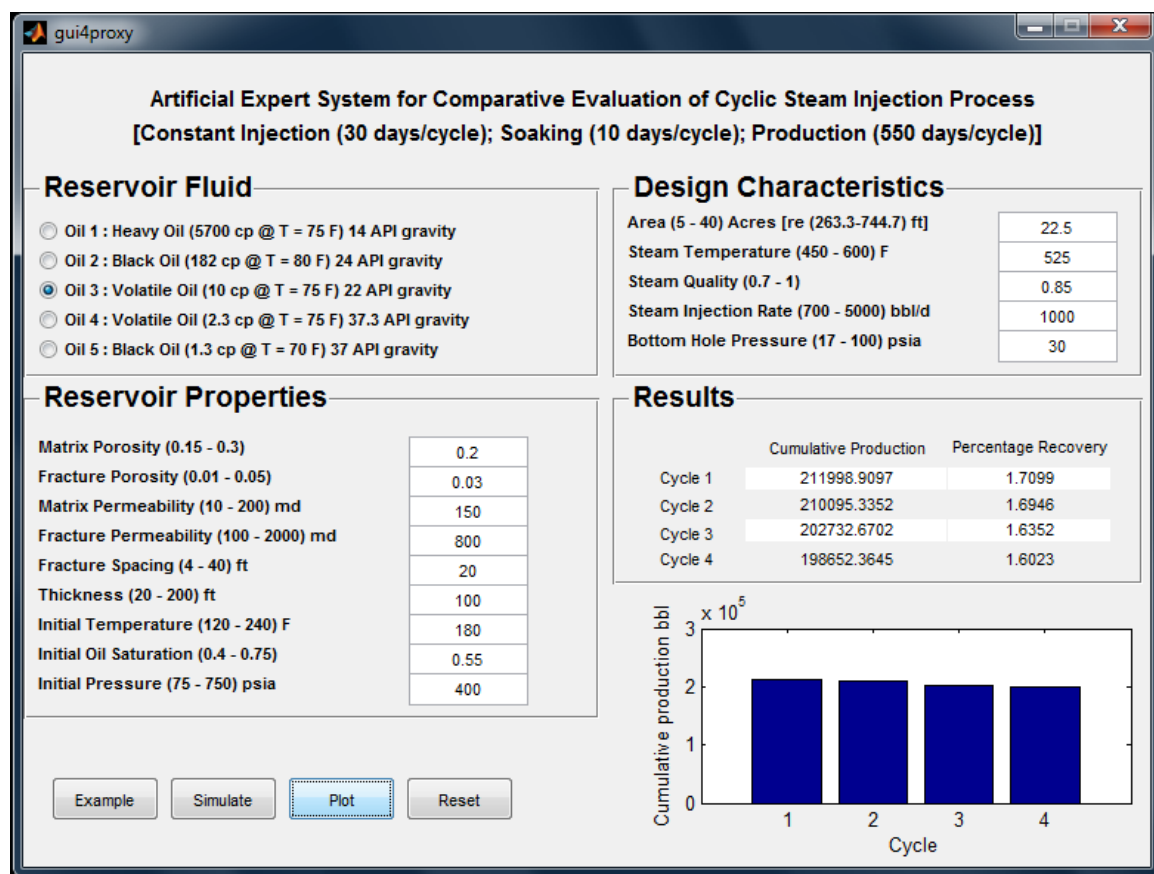 gui4proxy
Artificial Expert System for Comparative Evaluation of Cyclic Steam Injection Process
[Constant Injection (30 days/cycle); Soaking (10 days/cycle); Production (550 days/cycle)]
Reservoir Fluid
Oil 1 : Heavy Oil (5700 cp @ T = 75 F) 14 API gravity
Oil 2 : Black Oil (182 cp @ T = 80 F) 24 API gravity
Oil 3 : Volatile Oil (10 cp @ T = 75 F) 22 API gravity
Oil 4 : Volatile Oil (2.3 cp @ T = 75 F) 37.3 API gravity
Oil 5 : Black Oil (1.3 cp @ T = 70 F) 37 API gravity
Design Characteristics
Area (5 - 40) Acres [re (263.3-744.7) ft] 22.5
Steam Temperature (450 - 600) F 525
Steam Quality (0.7 - 1) 0.85
Steam Injection Rate (700 - 5000) bbl/d 1000
Bottom Hole Pressure (17 - 100) psia 30
Reservoir Properties
Matrix Porosity (0.15 - 0.3) 0.2
Fracture Porosity (0.01 - 0.05) 0.03
Matrix Permeability (10 - 200) md 150
Fracture Permeability (100 - 2000) md 800
Fracture Spacing (4 - 40) ft 20
Thickness (20 - 200) ft 100
Initial Temperature (120 - 240) F 180
Initial Oil Saturation (0.4 - 0.75) 0.55
Initial Pressure (75 - 750) psia 400
Results
Cumulative Production Percentage Recovery
Cycle 1 211998.9097 1.7099
Cycle 2 210095.3352 1.6946
Cycle 3 202732.6702 1.6352
Cycle 4 198652.3645 1.6023
x 10^5
3
2
1
0
Cumulative production bbl
1 2 3 4
Cycle
Example Simulate Plot Reset